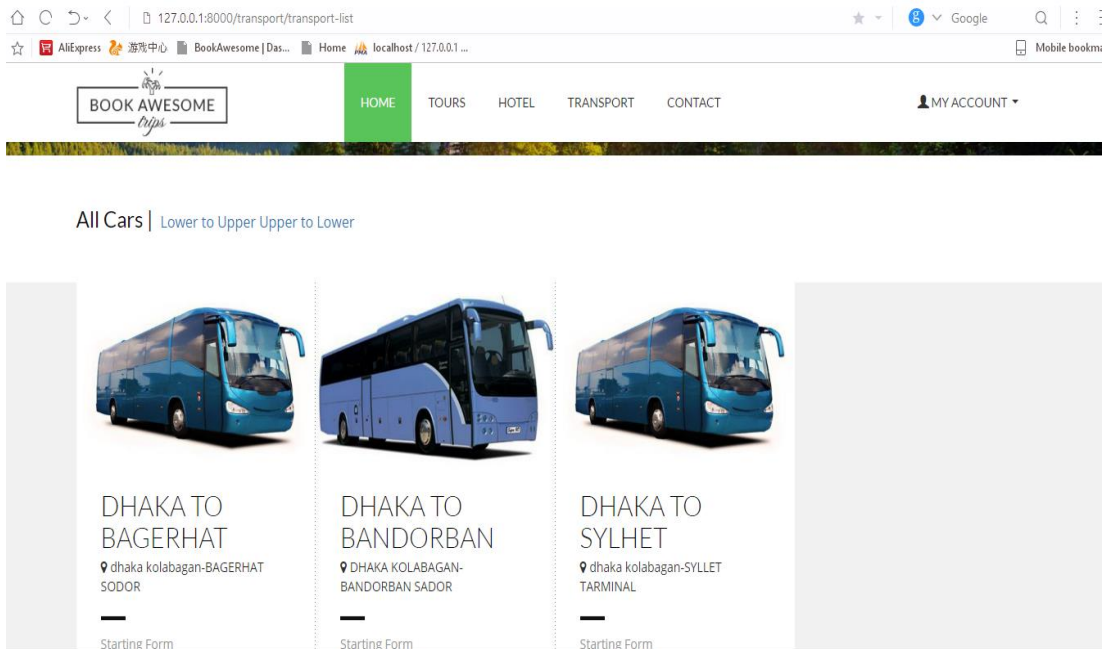 127.0.0.1:8000/transport/transport-list
Google
AliExpress 游戏中心 BookAwesome | Das... Home localhost / 127.0.0.1 ...
Mobile bookma
BOOK AWESOME
trips
HOME TOURS HOTEL TRANSPORT CONTACT MY ACCOUNT
All Cars | Lower to Upper Upper to Lower
DHAKA TO
BAGERHAT
dhaka kolabagan-BAGERHAT
SODOR
Starting Form
DHAKA TO
BANDORBAN
DHAKA KOLABAGAN-
BANDORBAN SADOR
Starting Form
DHAKA TO
SYLHET
dhaka kolabagan-SYLLET
TARMINAL
Starting Form